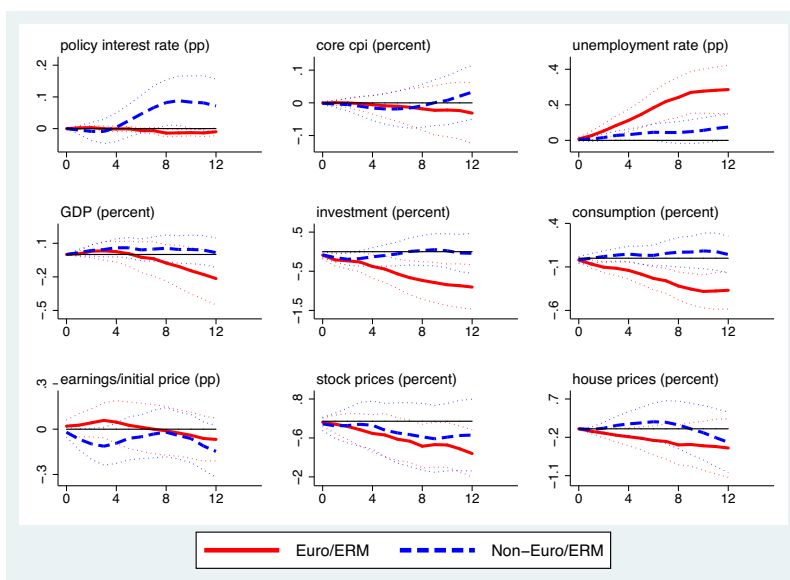 policy interest rate (pp)
.2
.1
0
0 4 8 12
core cpi (percent)
.1
0
-.1
0 4 8 12
unemployment rate (pp)
.4
.2
0
0 4 8 12
GDP (percent)
.1
-.2
-.5
0 4 8 12
investment (percent)
.5
-.5
-1.5
0 4 8 12
consumption (percent)
.4
-.1
-.6
0 4 8 12
earnings/initial price (pp)
.3
0
-.3
0 4 8 12
stock prices (percent)
-.6
-2
0 4 8 12
house prices (percent)
.7
-.2
-1.1
0 4 8 12
Euro/ERM
Non-Euro/ERM